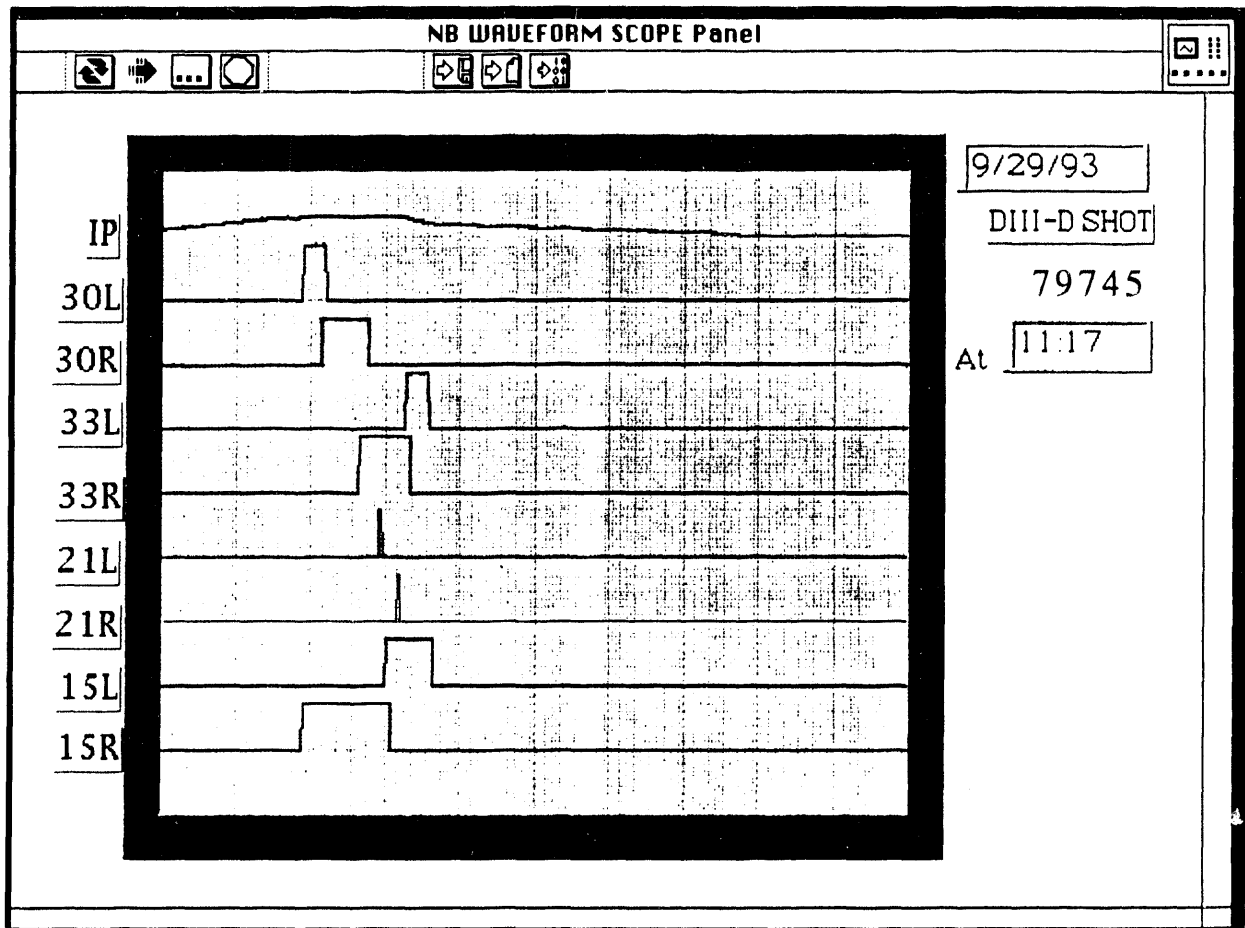 NB WAVEFORM SCOPE Panel
9/29/93
DIII-D SHOT
79745
At 11:17
IP
30L
30R
33L
33R
21L
21R
15L
15R